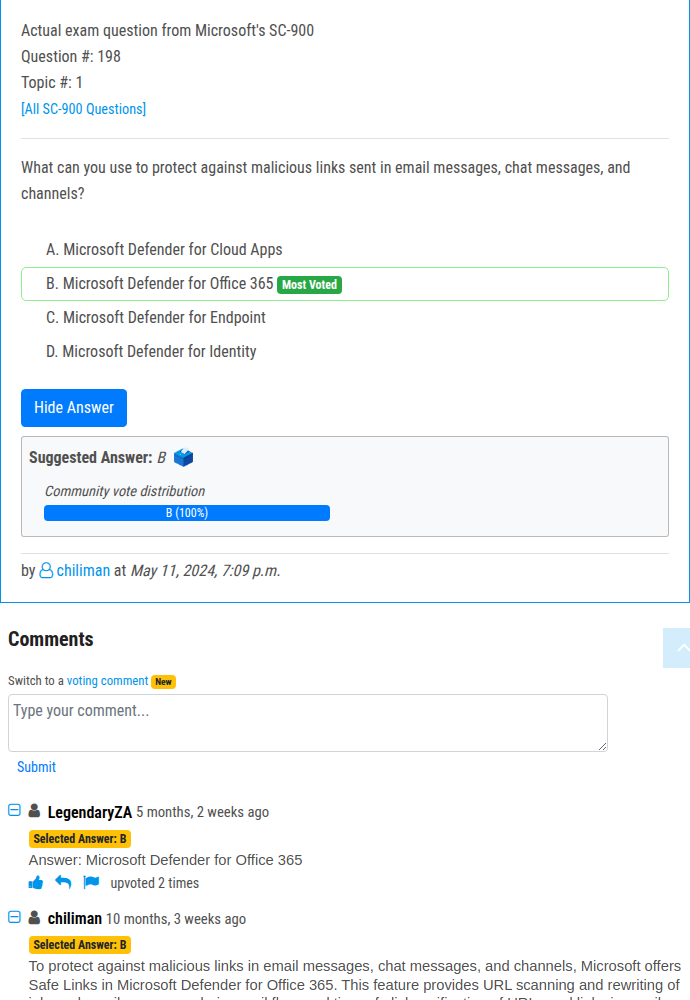 Actual exam question from Microsoft's SC-900
Question #: 198
Topic #: 1
[All SC-900 Questions]
What can you use to protect against malicious links sent in email messages, chat messages, and
channels?
A. Microsoft Defender for Cloud Apps
B. Microsoft Defender for Office 365 Most Voted
C. Microsoft Defender for Endpoint
D. Microsoft Defender for Identity
Hide Answer
Suggested Answer: B
Community vote distribution
B (100%)
by chiliman at May 11, 2024, 7:09 p.m.
Comments
Switch to a voting comment New
Type your comment...
Submit
LegendaryZA 5 months, 2 weeks ago
Selected Answer: B
Answer: Microsoft Defender for Office 365
upvoted 2 times
chiliman 10 months, 3 weeks ago
Selected Answer: B
To protect against malicious links in email messages, chat messages, and channels, Microsoft offers
Safe Links in Microsoft Defender for Office 365. This feature provides URL scanning and rewriting of